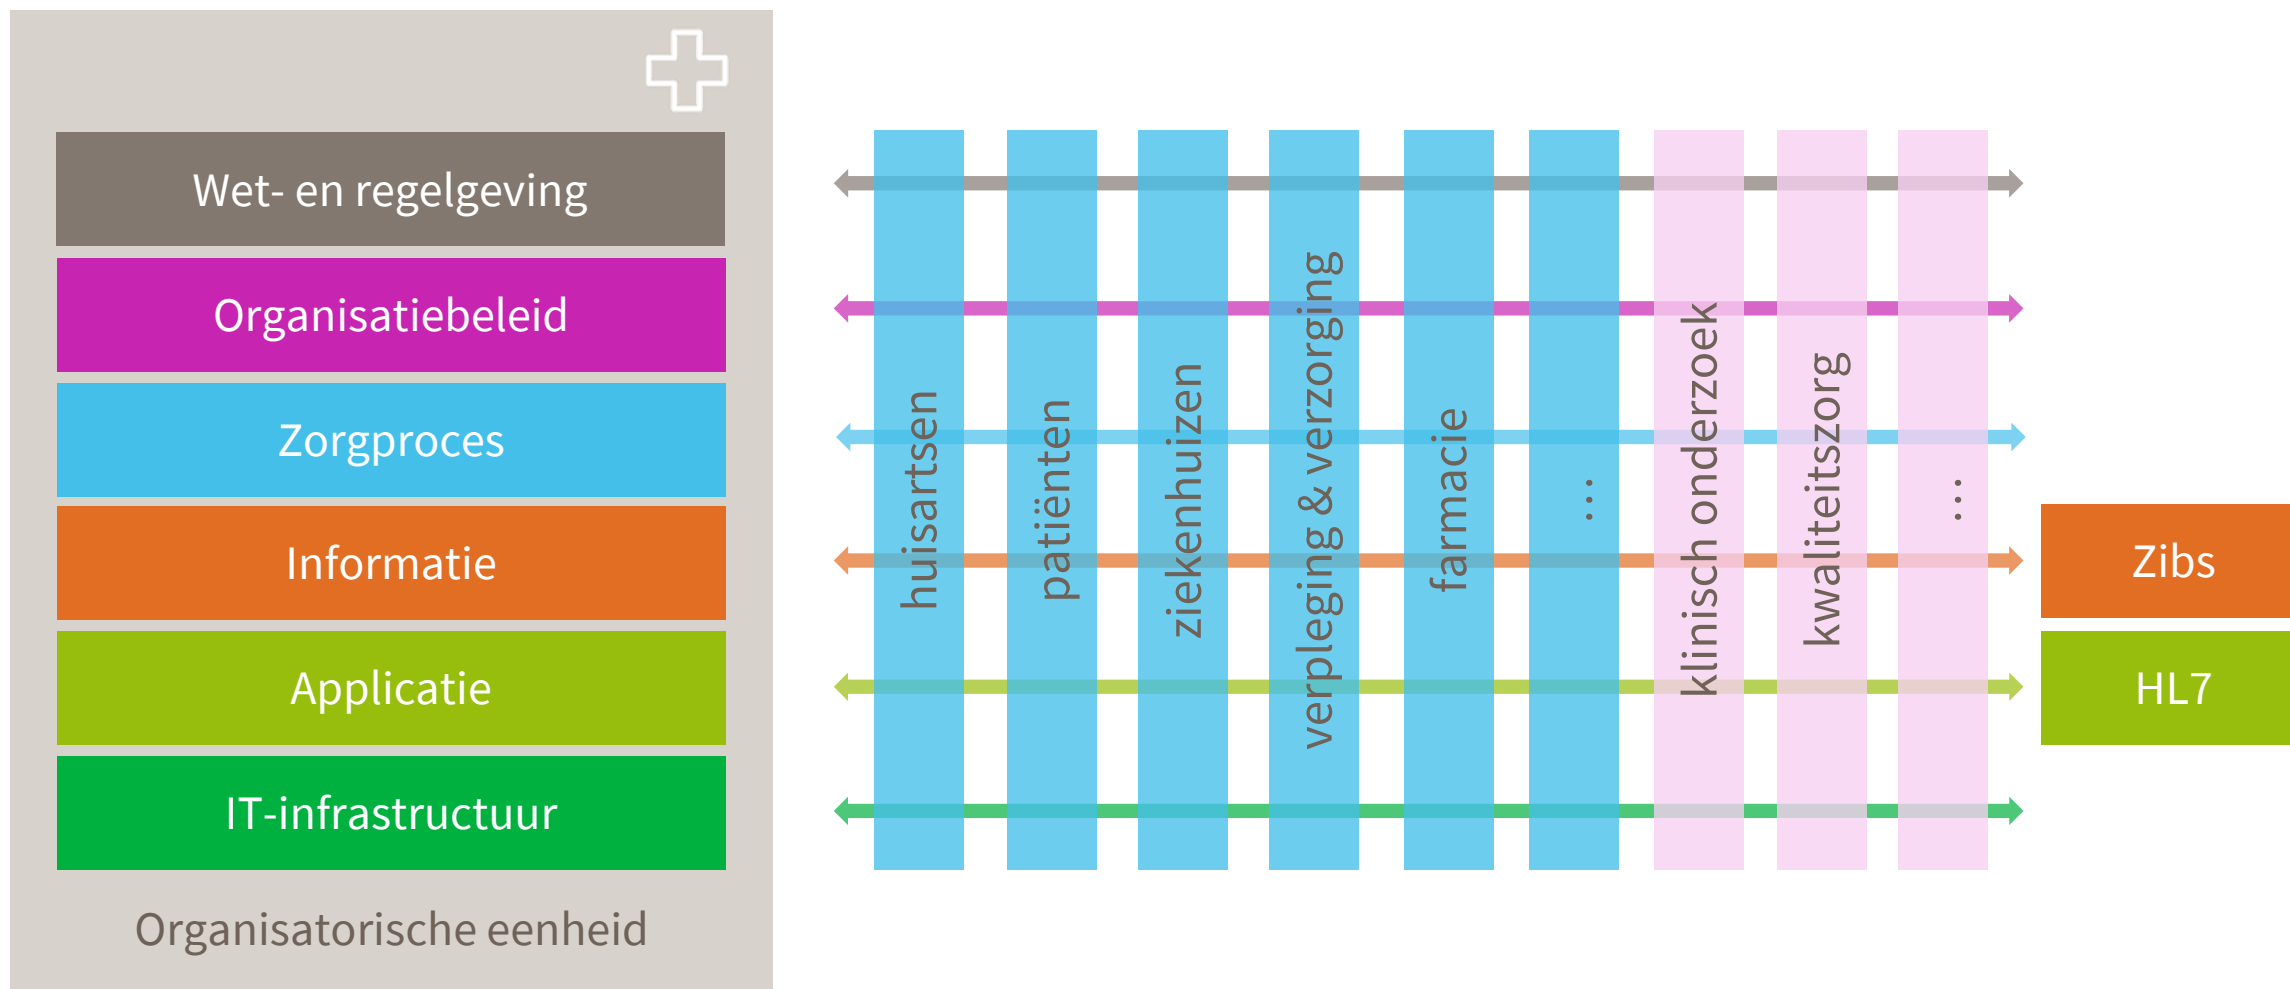 Wet- en regelgeving
Organisatiebeleid
Zorgproces
Informatie
Applicatie
IT-infrastructuur
Organisatorische eenheid
huisartsen
patiënten
ziekenhuizen
verpleging & verzorging
farmacie
...
klinisch onderzoek
kwaliteitszorg
...
Zibs
HL7